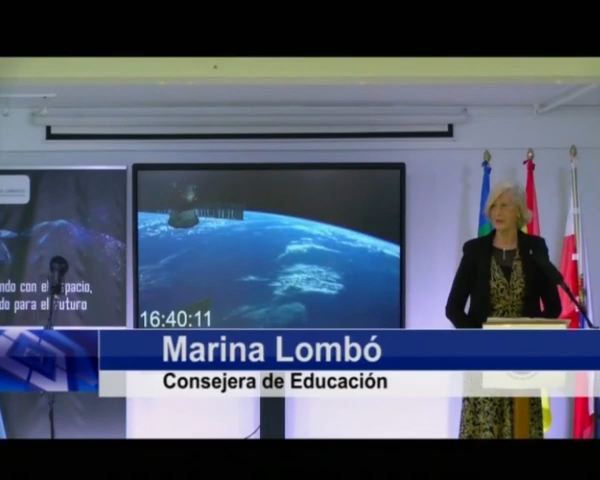 ndo con el espacio,
do para el futuro
16:40:11
Marina Lombó
Consejera de Educación